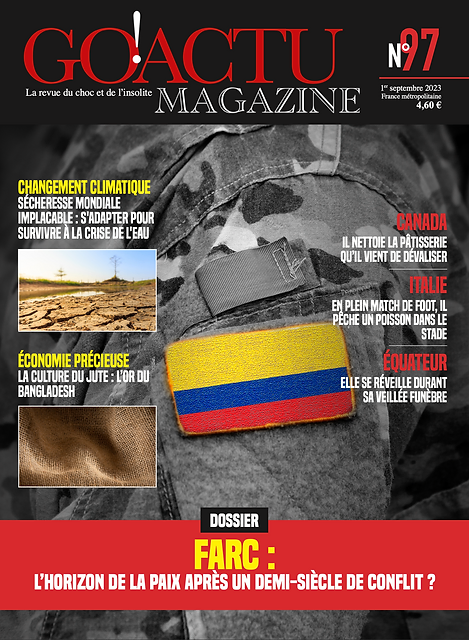 GO!ACTU
La revue du choc et de l'insolite
MAGAZINE
N°97
1er septembre 2023
France métropolitaine
4,60 €
CHANGEMENT CLIMATIQUE
SÉCHERESSE MONDIALE
IMPLACABLE : S'ADAPTER POUR
SURVIVRE À LA CRISE DE L'EAU
ÉCONOMIE PRÉCIEUSE
LA CULTURE DU JUTE : L'OR DU
BANGLADESH
CANADA
IL NETTOIE LA PÂTISSERIE
QU'IL VIENT DE DÉVALISER
ITALIE
EN PLEIN MATCH DE FOOT, IL
PÊCHE UN POISSON DANS LE
STADE
ÉQUATEUR
ELLE SE RÉVEILLE DURANT
SA VEILLÉE FUNÈBRE
DOSSIER
FARC :
L'HORIZON DE LA PAIX APRÈS UN DEMI-SIÈCLE DE CONFLIT ?